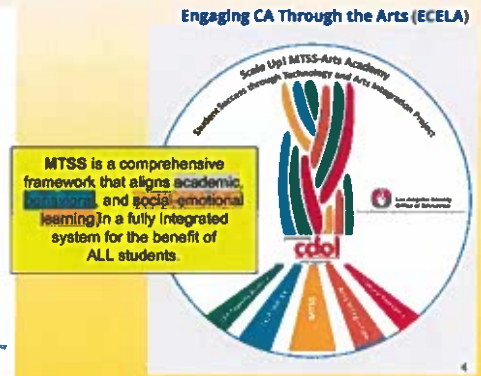 Engaging CA Through the Arts (ECELA)
Scale Up! MTSS-Arts Academy
Student Success through Technology and Arts Integration Project
MTSS is a comprehensive
framework that aligns academic,
behavioral, and social-emotional
learning in a fully integrated
system for the benefit of
ALL students.
Los Angeles County
Office of Education
cdol
MTSS
4